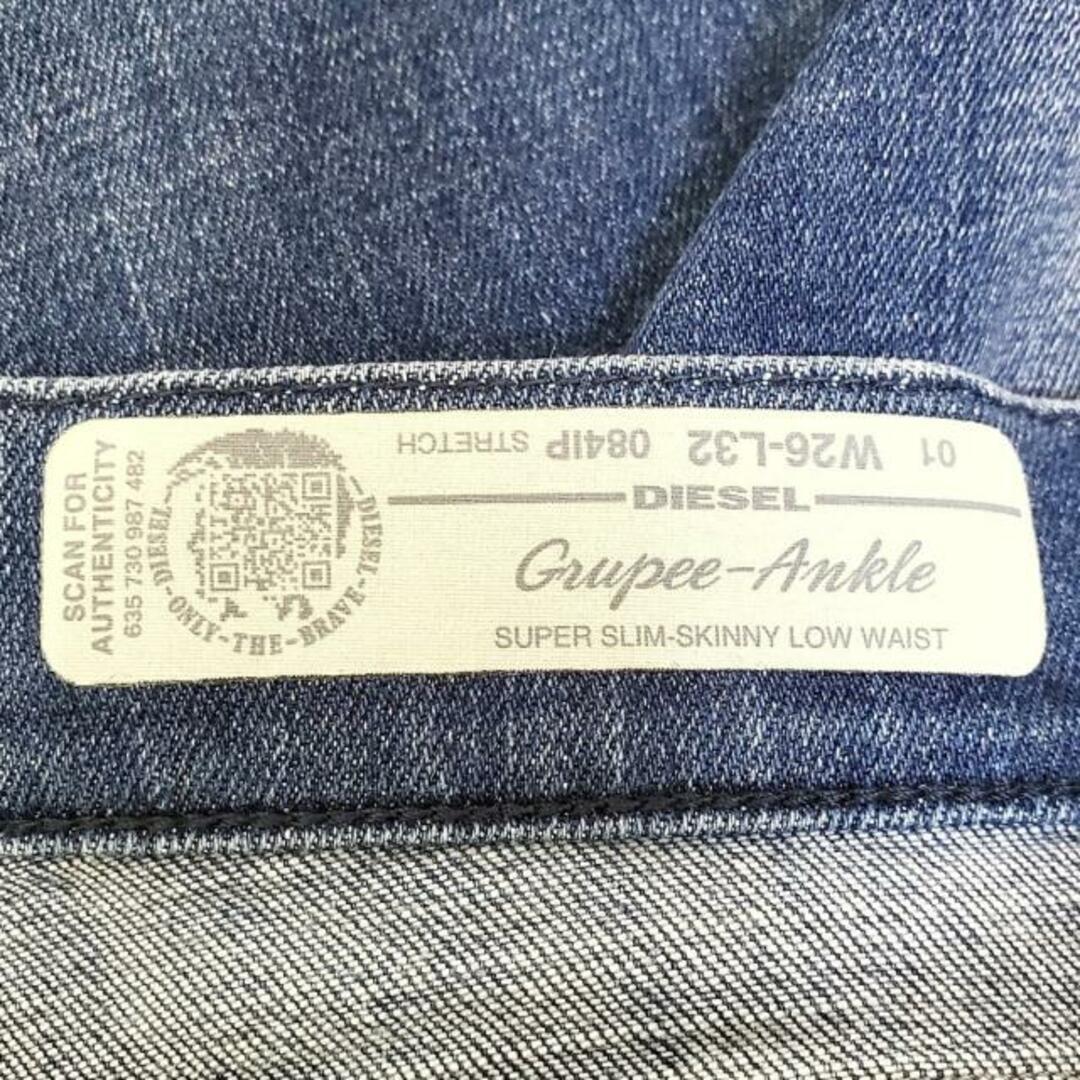 SCAN FOR
AUTHENTICITY
635 730 987 482
DIESEL-ONLY-THE-BRAVE-DIESEL
01 W26-L32 084IP STRETCH
DIESEL
Grupee-Ankle
SUPER SLIM-SKINNY LOW WAIST